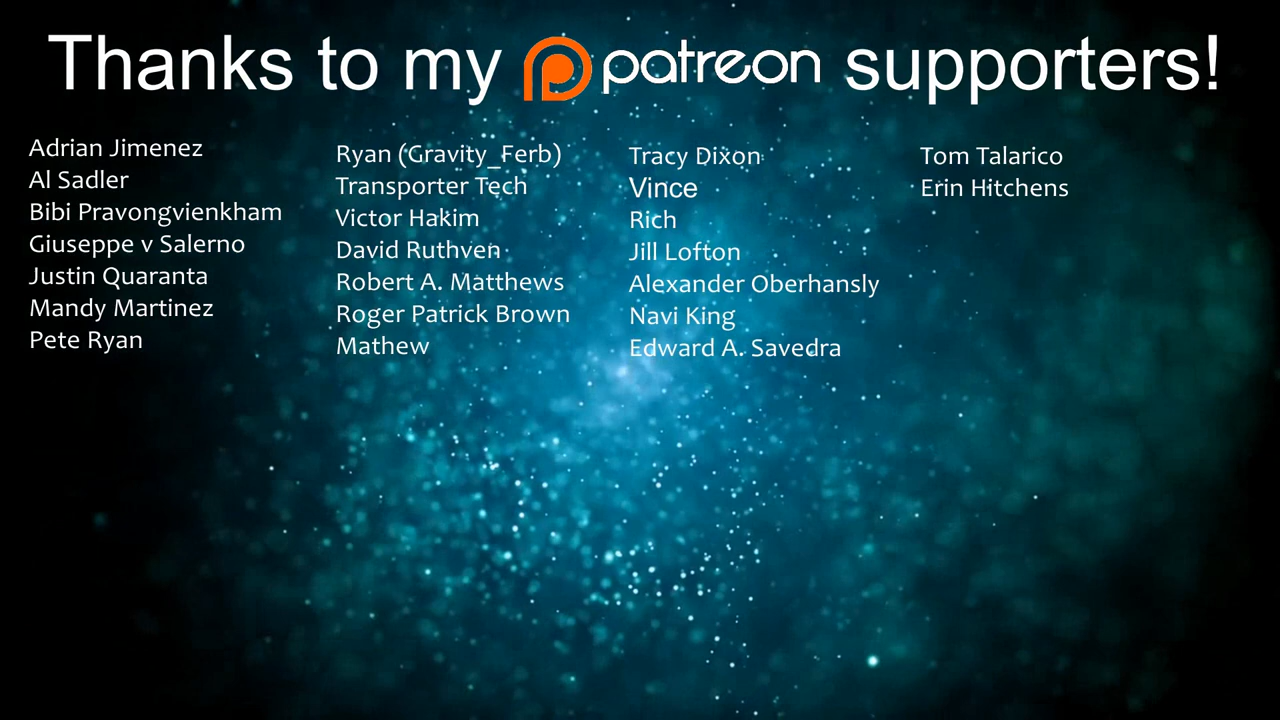 Thanks to my patreon supporters!
Adrian Jimenez
Al Sadler
Bibi Pravongvienkham
Giuseppe v Salerno
Justin Quaranta
Mandy Martinez
Pete Ryan
Ryan (Gravity_Ferb)
Transporter Tech
Victor Hakim
David Ruthven
Robert A. Matthews
Roger Patrick Brown
Mathew
Tracy Dixon
Vince
Rich
Jill Lofton
Alexander Oberhansly
Navi King
Edward A. Savedra
Tom Talarico
Erin Hitchens